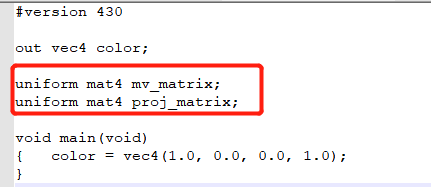 #version 430
out vec4 color;
uniform mat4 mv_matrix;
uniform mat4 proj_matrix;
void main(void)
{   color = vec4(1.0, 0.0, 0.0, 1.0);
}